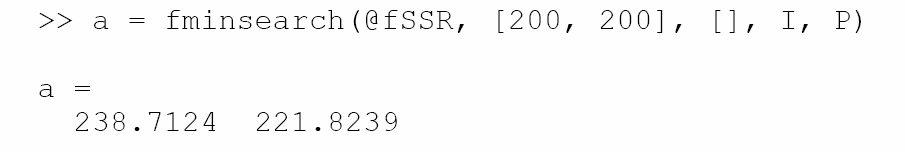 >> a = fminsearch(@fSSR, [200, 200], [], I, P)
a =
238.7124  221.8239